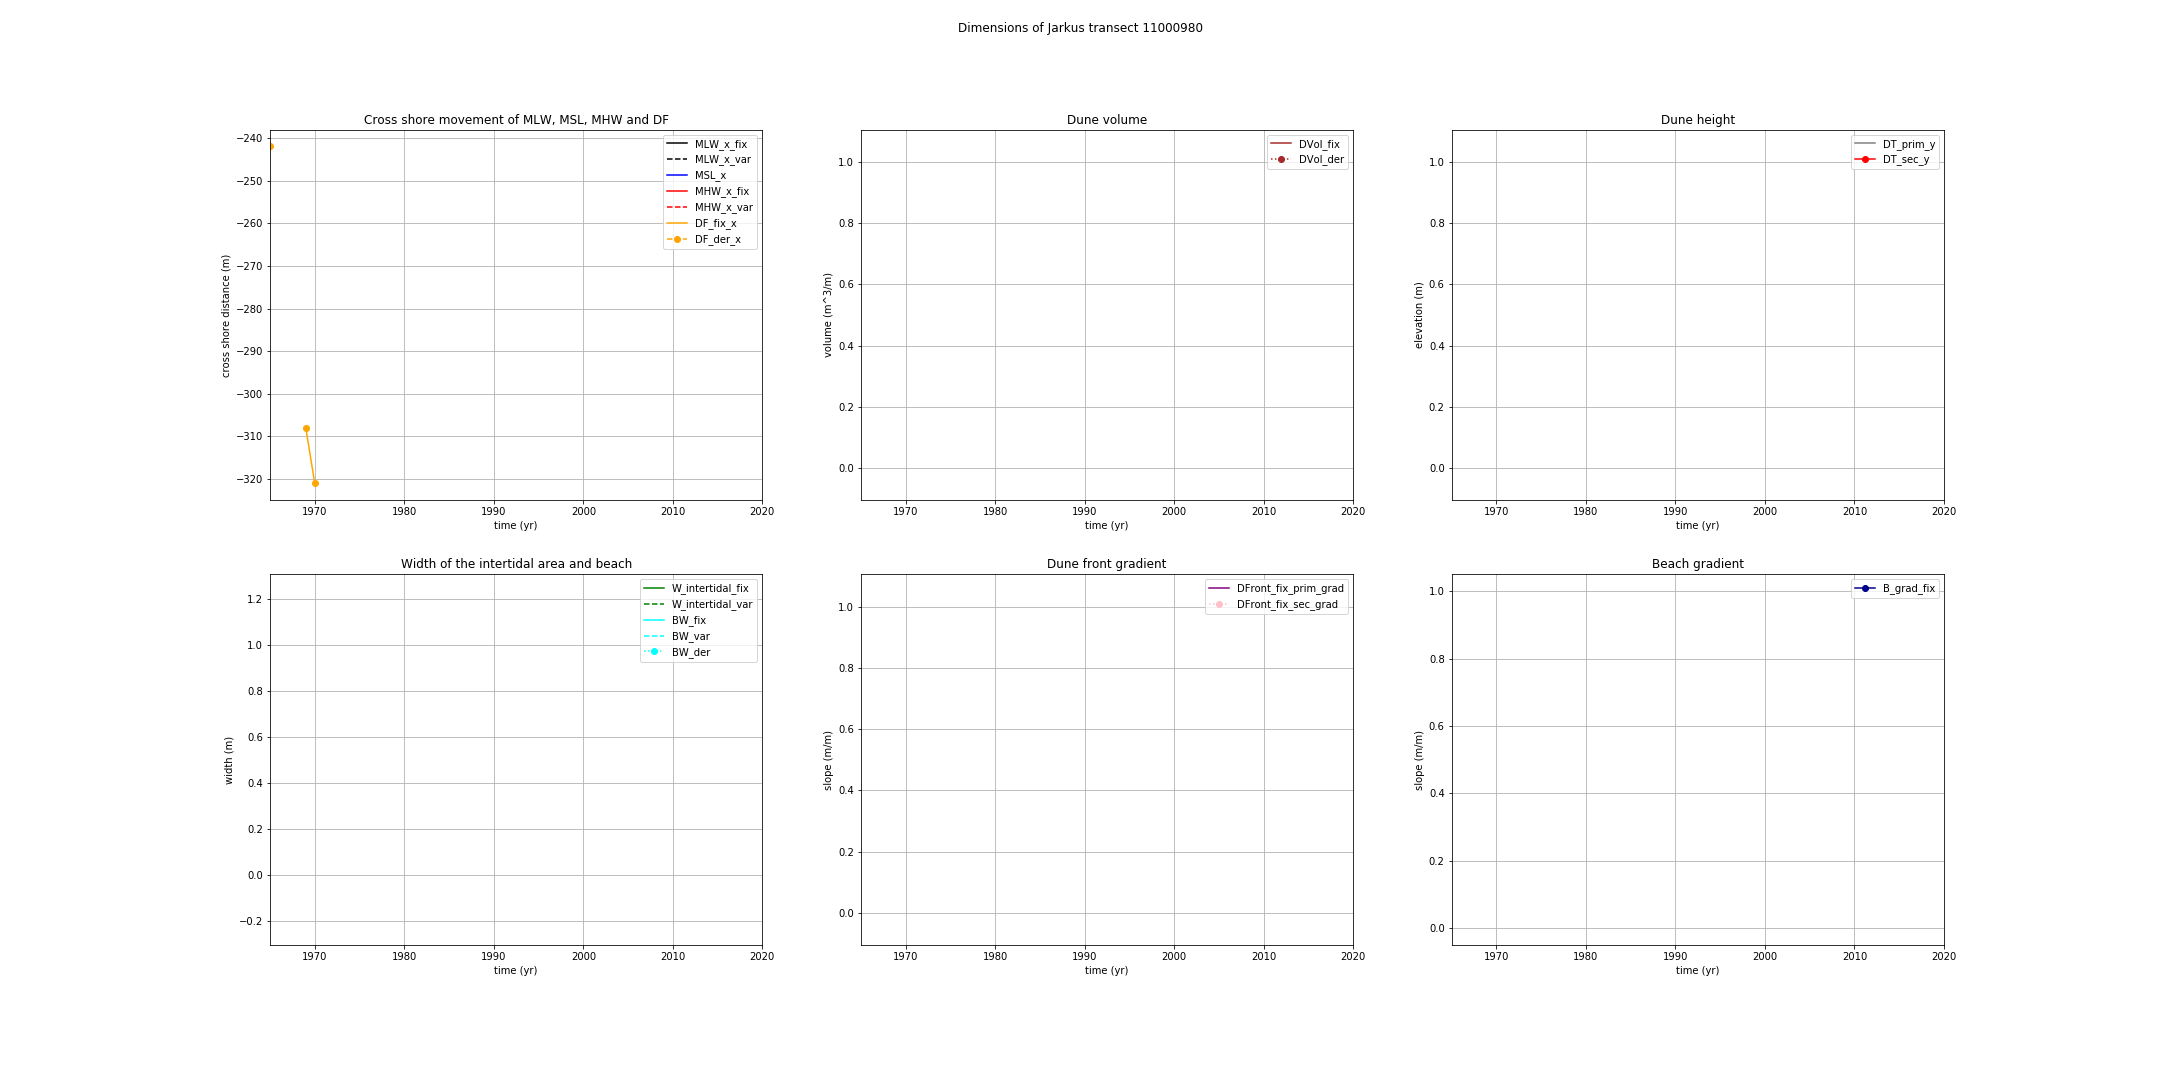 Dimensions of Jarkus transect 11000980
Cross shore movement of MLW, MSL, MHW and DF
cross shore distance (m)
−240
−250
−260
−270
−280
−290
−300
−310
−320
MLW_x_fix
MLW_x_var
MSL_x
MHW_x_fix
MHW_x_var
DF_fix_x
DF_der_x
1970 1980 1990 2000 2010 2020
time (yr)
Dune volume
volume (m^3/m)
1.0
0.8
0.6
0.4
0.2
0.0
DVol_fix
DVol_der
1970 1980 1990 2000 2010 2020
time (yr)
Dune height
elevation (m)
1.0
0.8
0.6
0.4
0.2
0.0
DT_prim_y
DT_sec_y
1970 1980 1990 2000 2010 2020
time (yr)
Width of the intertidal area and beach
width (m)
1.2
1.0
0.8
0.6
0.4
0.2
0.0
−0.2
W_intertidal_fix
W_intertidal_var
BW_fix
BW_var
BW_der
1970 1980 1990 2000 2010 2020
time (yr)
Dune front gradient
slope (m/m)
1.0
0.8
0.6
0.4
0.2
0.0
DFront_fix_prim_grad
DFront_fix_sec_grad
1970 1980 1990 2000 2010 2020
time (yr)
Beach gradient
slope (m/m)
1.0
0.8
0.6
0.4
0.2
0.0
B_grad_fix
1970 1980 1990 2000 2010 2020
time (yr)